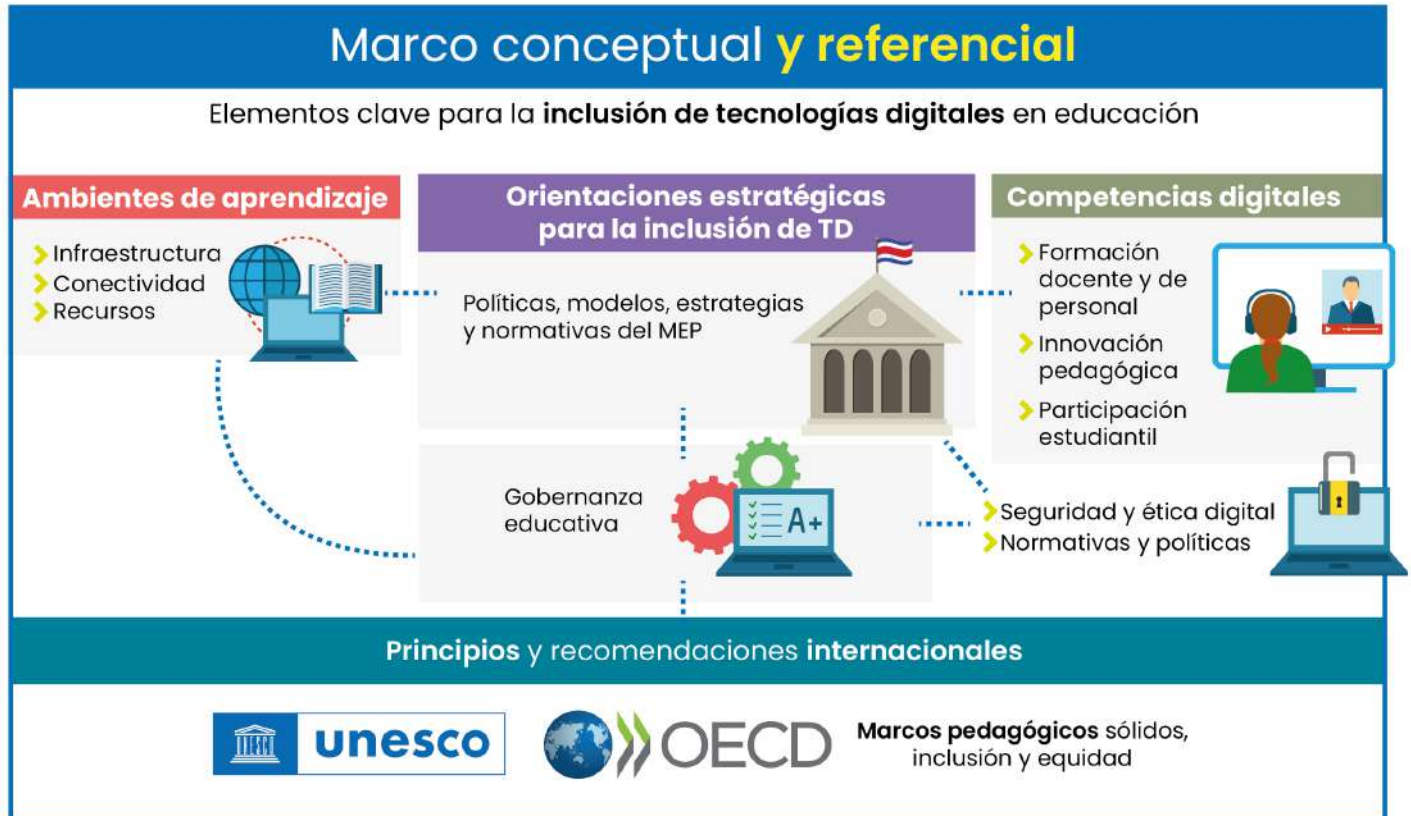 Marco conceptual y referencial
Elementos clave para la inclusión de tecnologías digitales en educación
Ambientes de aprendizaje
Infraestructura
Conectividad
Recursos
Orientaciones estratégicas
para la inclusión de TD
Políticas, modelos, estrategias
y normativas del MEP
Competencias digitales
Formación
docente y de
personal
Innovación
pedagógica
Participación
estudiantil
Gobernanza
educativa
A+
Seguridad y ética digital
Normativas y políticas
Principios y recomendaciones internacionales
unesco
OECD
Marcos pedagógicos sólidos,
inclusión y equidad